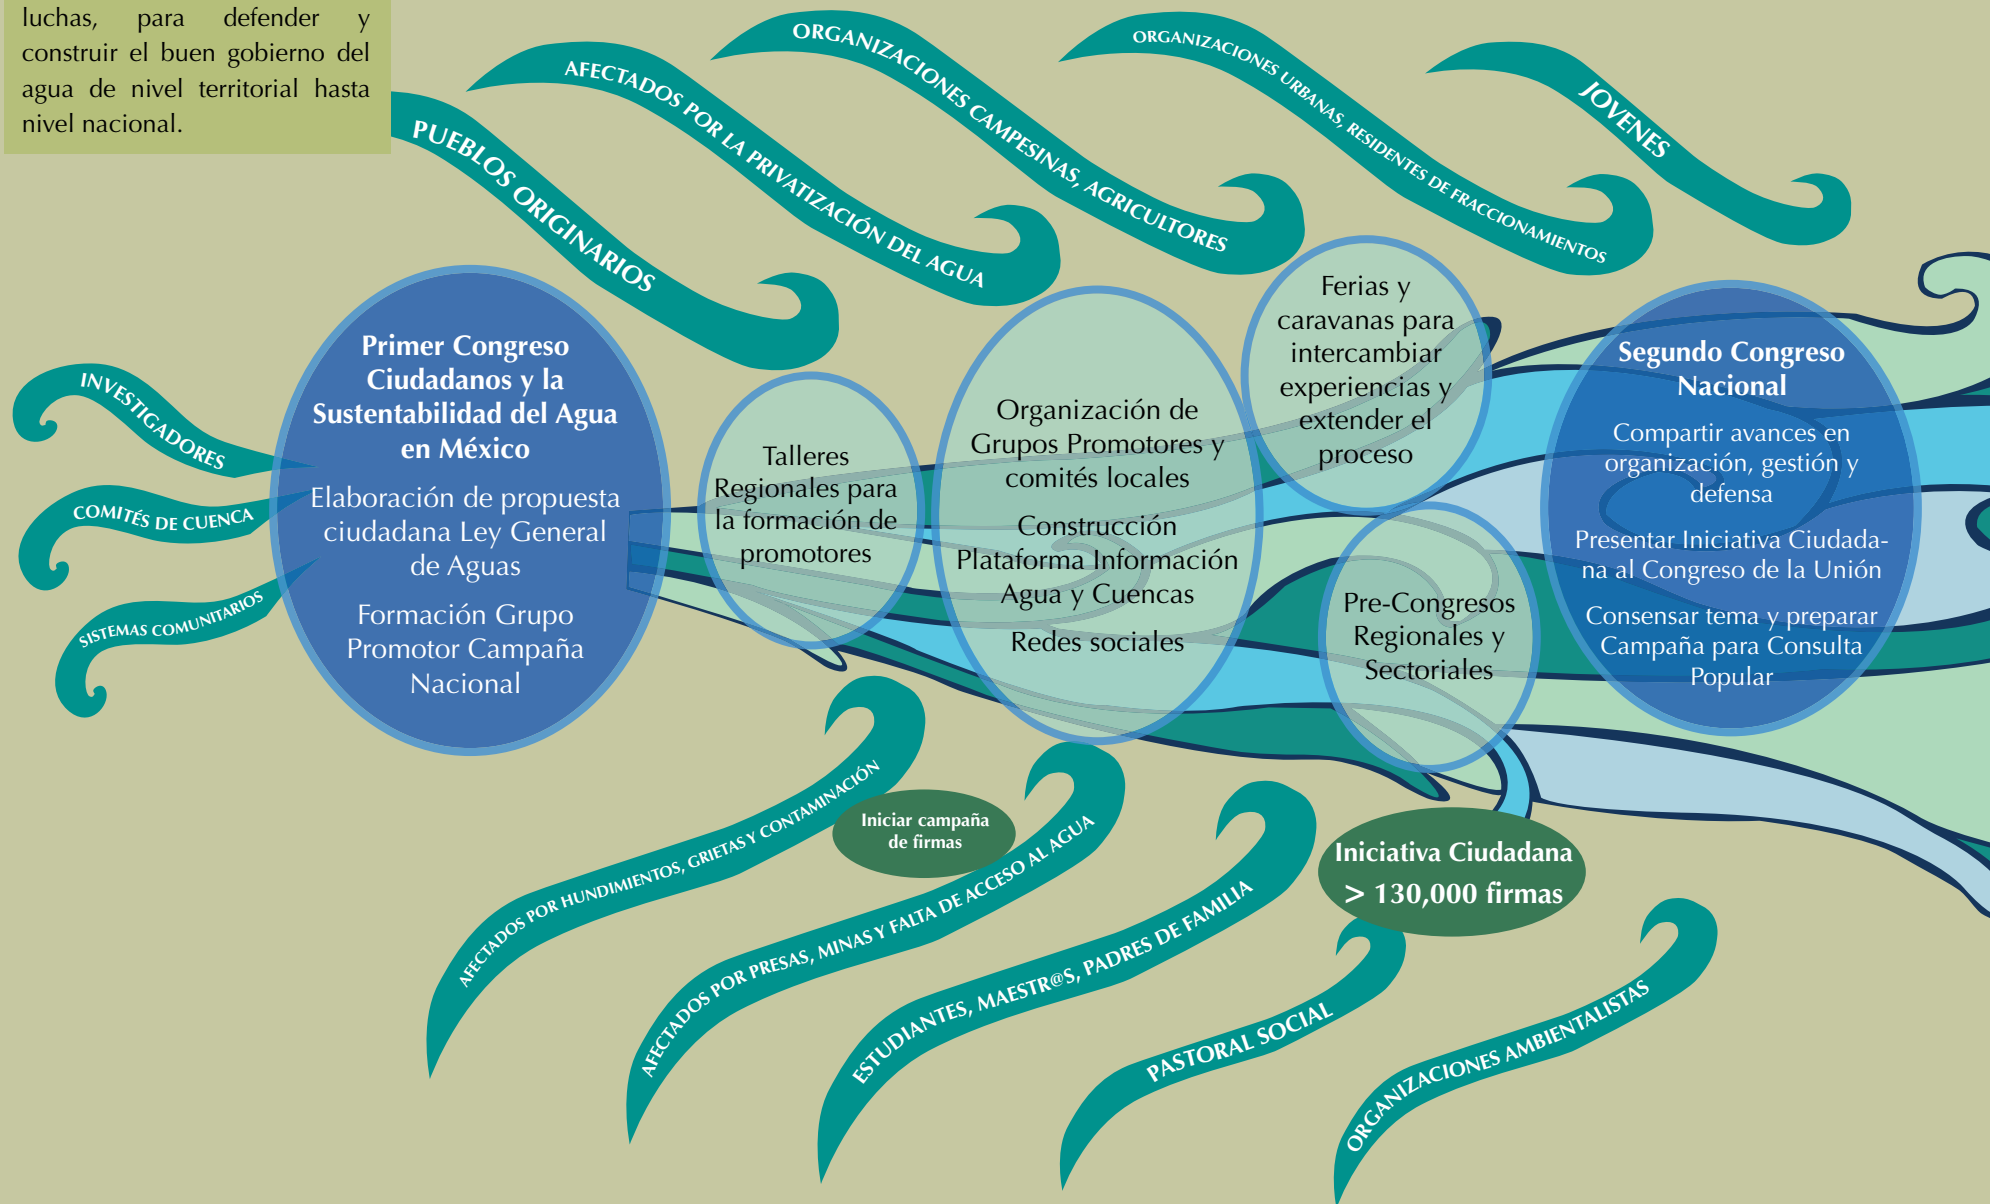 luchas, para defender y
construir el buen gobierno del
agua de nivel territorial hasta
nivel nacional.
PUEBLOS ORIGINARIOS
AFECTADOS POR LA PRIVATIZACIÓN DEL AGUA
ORGANIZACIONES CAMPESINAS, AGRICULTORES
ORGANIZACIONES URBANAS, RESIDENTES DE FRACCIONAMIENTOS
JOVENES
INVESTIGADORES
COMITÉS DE CUENCA
SISTEMAS COMUNITARIOS
Primer Congreso
Ciudadanos y la
Sustentabilidad del Agua
en México
Elaboración de propuesta
ciudadana Ley General
de Aguas
Formación Grupo
Promotor Campaña
Nacional
Talleres
Regionales para
la formación de
promotores
Organización de
Grupos Promotores y
comités locales
Construcción
Plataforma Información
Agua y Cuencas
Redes sociales
Ferias y
caravanas para
intercambiar
experiencias y
extender el
proceso
Pre-Congresos
Regionales y
Sectoriales
Segundo Congreso
Nacional
Compartir avances en
organización, gestión y
defensa
Presentar Iniciativa Ciudada-
na al Congreso de la Unión
Consensar tema y preparar
Campaña para Consulta
Popular
AFECTADOS POR HUNDIMIENTOS, GRIETAS Y CONTAMINACIÓN
Iniciar campaña
de firmas
AFECTADOS POR PRESAS, MINAS Y FALTA DE ACCESO AL AGUA
ESTUDIANTES, MAESTR@S, PADRES DE FAMILIA
Iniciativa Ciudadana
> 130,000 firmas
PASTORAL SOCIAL
ORGANIZACIONES AMBIENTALISTAS